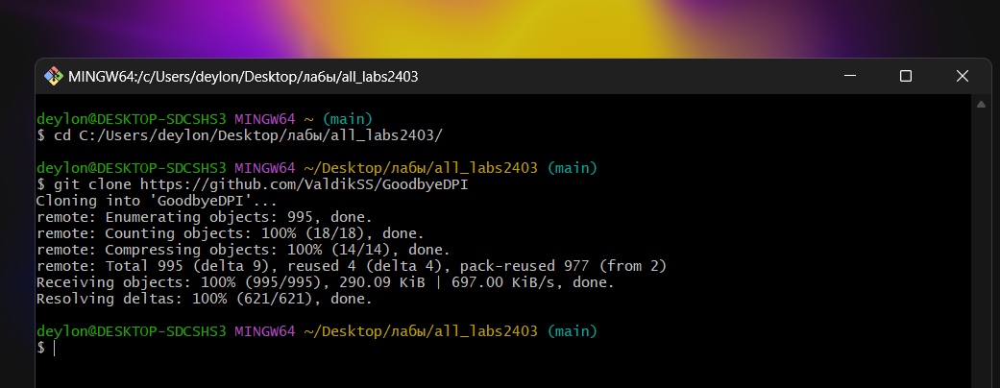 MINGW64:/c/Users/deylon/Desktop/лабы/all_labs2403
deylon@DESKTOP-SDCSHS3 MINGW64 ~ (main)
$ cd C:/Users/deylon/Desktop/лабы/all_labs2403/
deylon@DESKTOP-SDCSHS3 MINGW64 ~/Desktop/лабы/all_labs2403 (main)
$ git clone https://github.com/ValdikSS/GoodbyeDPI
Cloning into 'GoodbyeDPI'...
remote: Enumerating objects: 995, done.
remote: Counting objects: 100% (18/18), done.
remote: Compressing objects: 100% (14/14), done.
remote: Total 995 (delta 9), reused 4 (delta 4), pack-reused 977 (from 2)
Receiving objects: 100% (995/995), 290.09 KiB | 697.00 KiB/s, done.
Resolving deltas: 100% (621/621), done.
deylon@DESKTOP-SDCSHS3 MINGW64 ~/Desktop/лабы/all_labs2403 (main)
$